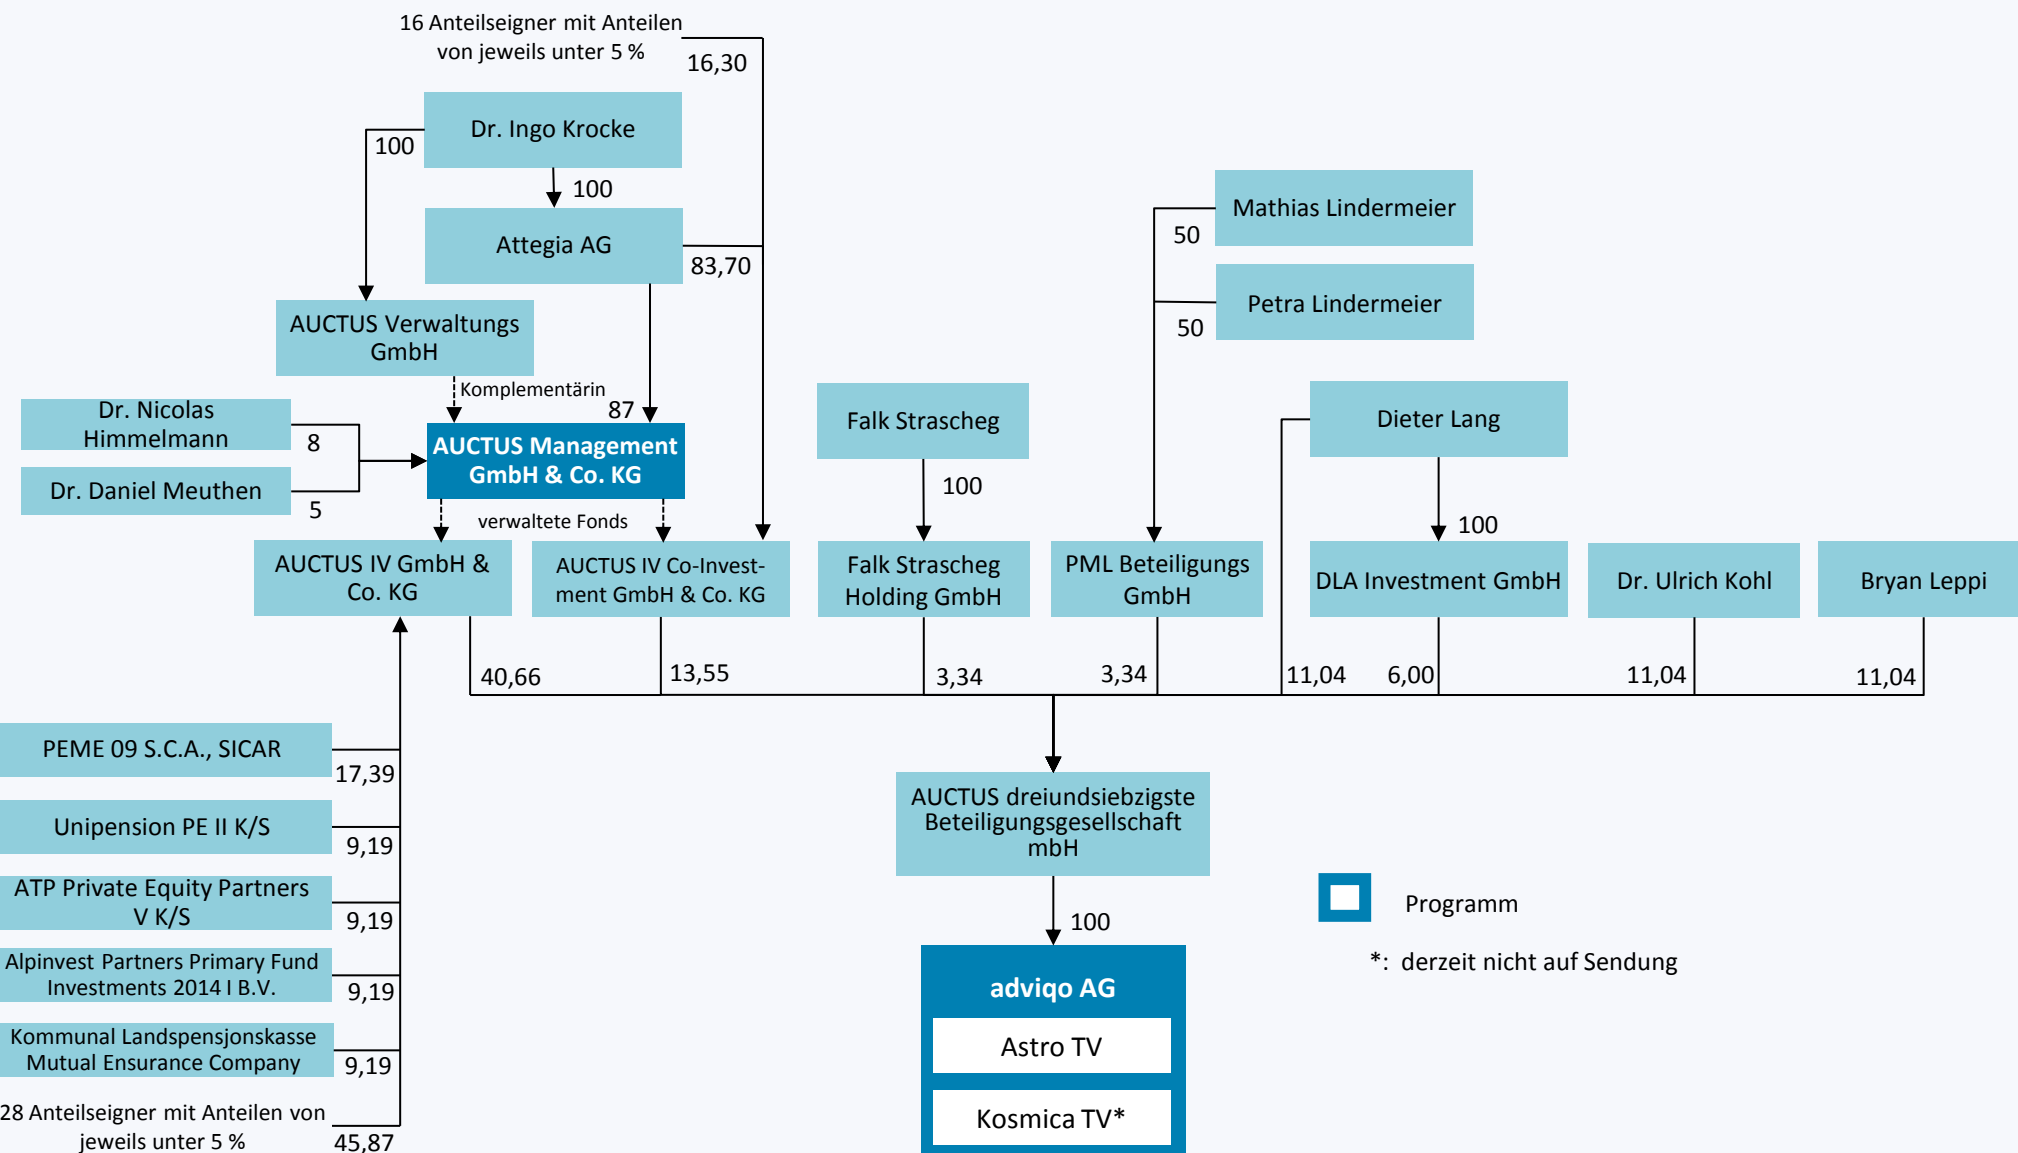 16 Anteilseigner mit Anteilen
von jeweils unter 5 %
16,30
Dr. Ingo Krocke
100
100
Attegia AG
83,70
Mathias Lindermeier
50
Petra Lindermeier
50
AUCTUS Verwaltungs
GmbH
Komplementärin
87
Dr. Nicolas
Himmelmann
8
Dr. Daniel Meuthen
5
AUCTUS Management
GmbH & Co. KG
verwaltete Fonds
Falk Strascheg
100
Dieter Lang
100
AUCTUS IV GmbH &
Co. KG
AUCTUS IV Co-Invest-
ment GmbH & Co. KG
Falk Strascheg
Holding GmbH
PML Beteiligungs
GmbH
DLA Investment GmbH
Dr. Ulrich Kohl
Bryan Leppi
40,66
13,55
3,34
3,34
11,04
6,00
11,04
11,04
PEME 09 S.C.A., SICAR
17,39
Unipension PE II K/S
9,19
ATP Private Equity Partners
V K/S
9,19
Alpinvest Partners Primary Fund
Investments 2014 I B.V.
9,19
Kommunal Landspensjonskasse
Mutual Ensurance Company
9,19
28 Anteilseigner mit Anteilen von
jeweils unter 5 %
45,87
AUCTUS dreiundsiebzigste
Beteiligungsgesellschaft
mbH
100
adviqo AG
Astro TV
Kosmica TV*
Programm
*: derzeit nicht auf Sendung